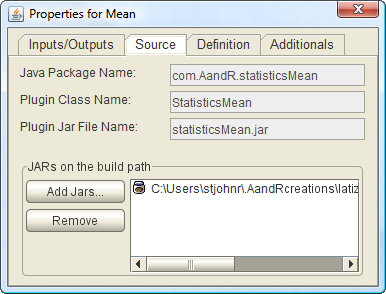 Properties for Mean
Inputs/Outputs Source Definition Additionals
Java Package Name: com.AandR.statisticsMean
Plugin Class Name: StatisticsMean
Plugin Jar File Name: statisticsMean.jar
JARs on the build path
Add Jars... C:\Users\stjohnr\.AandRcreations\latiz
Remove